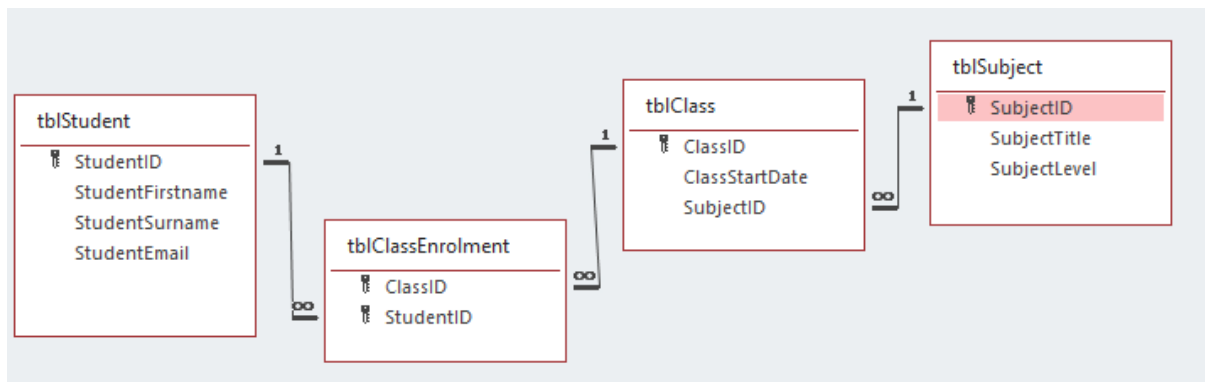 tblStudent
StudentID
StudentFirstname
StudentSurname
StudentEmail
1
∞
tblClassEnrolment
ClassID
StudentID
∞
1
tblClass
ClassID
ClassStartDate
SubjectID
∞
1
tblSubject
SubjectID
SubjectTitle
SubjectLevel